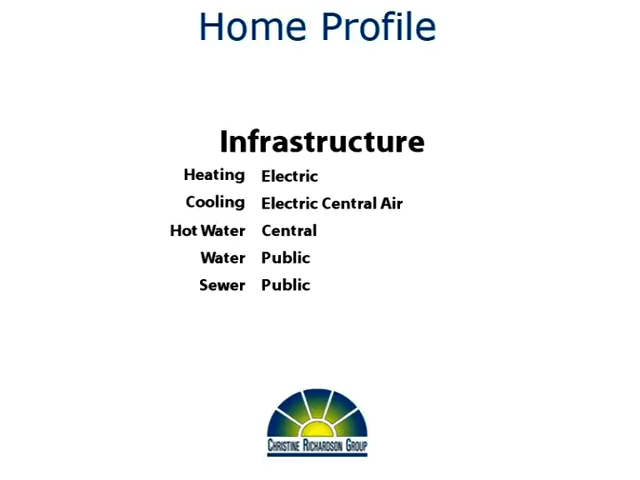 Home Profile
Infrastructure
Heating Electric
Cooling Electric Central Air
Hot Water Central
Water Public
Sewer Public
CHRISTINE RICHARDSON GROUP